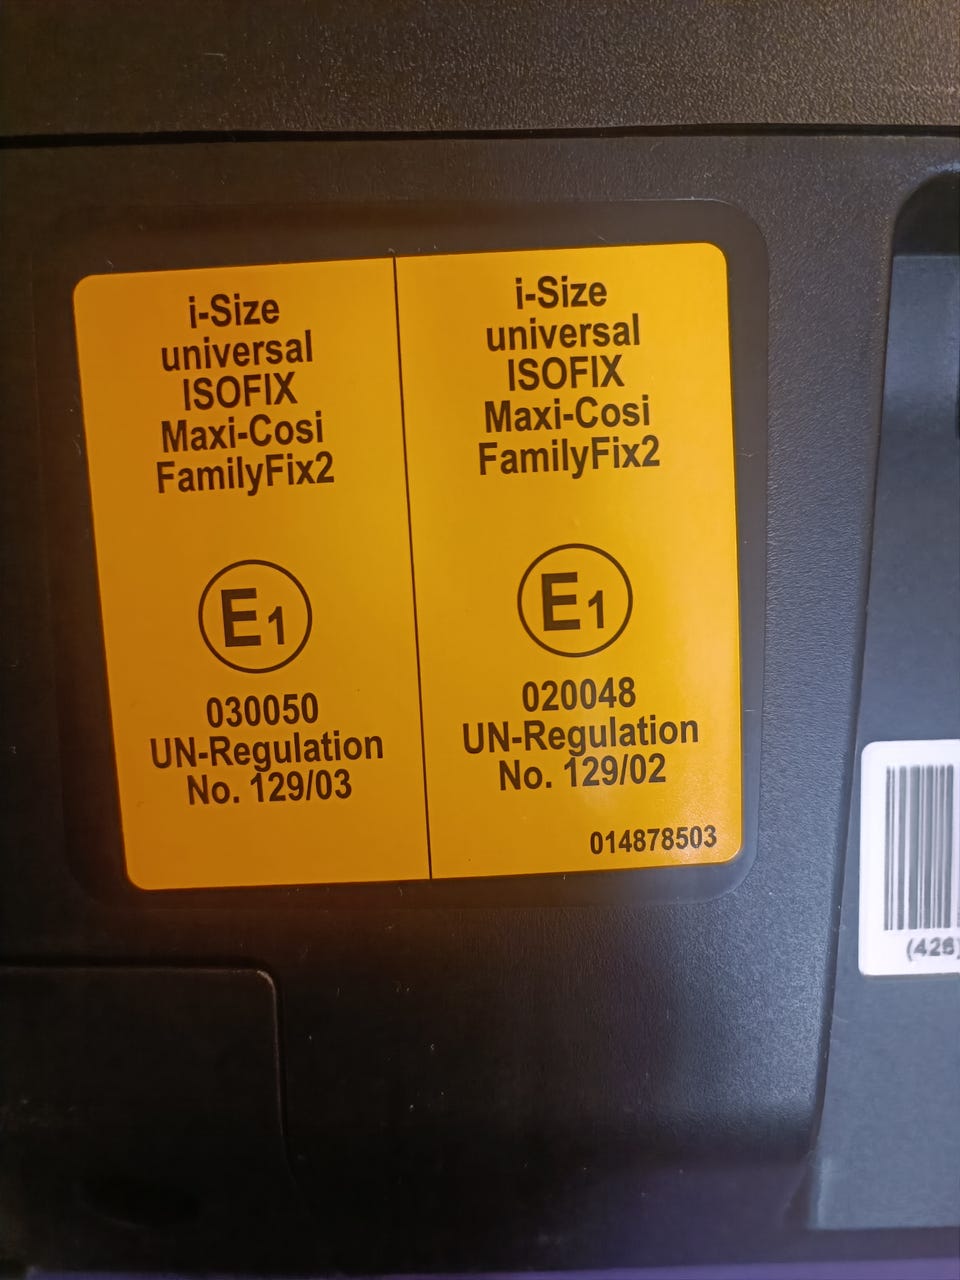 i-Size
universal
ISOFIX
Maxi-Cosi
FamilyFix2
E1
030050
UN-Regulation
No. 129/03
i-Size
universal
ISOFIX
Maxi-Cosi
FamilyFix2
E1
020048
UN-Regulation
No. 129/02
014878503
(426)